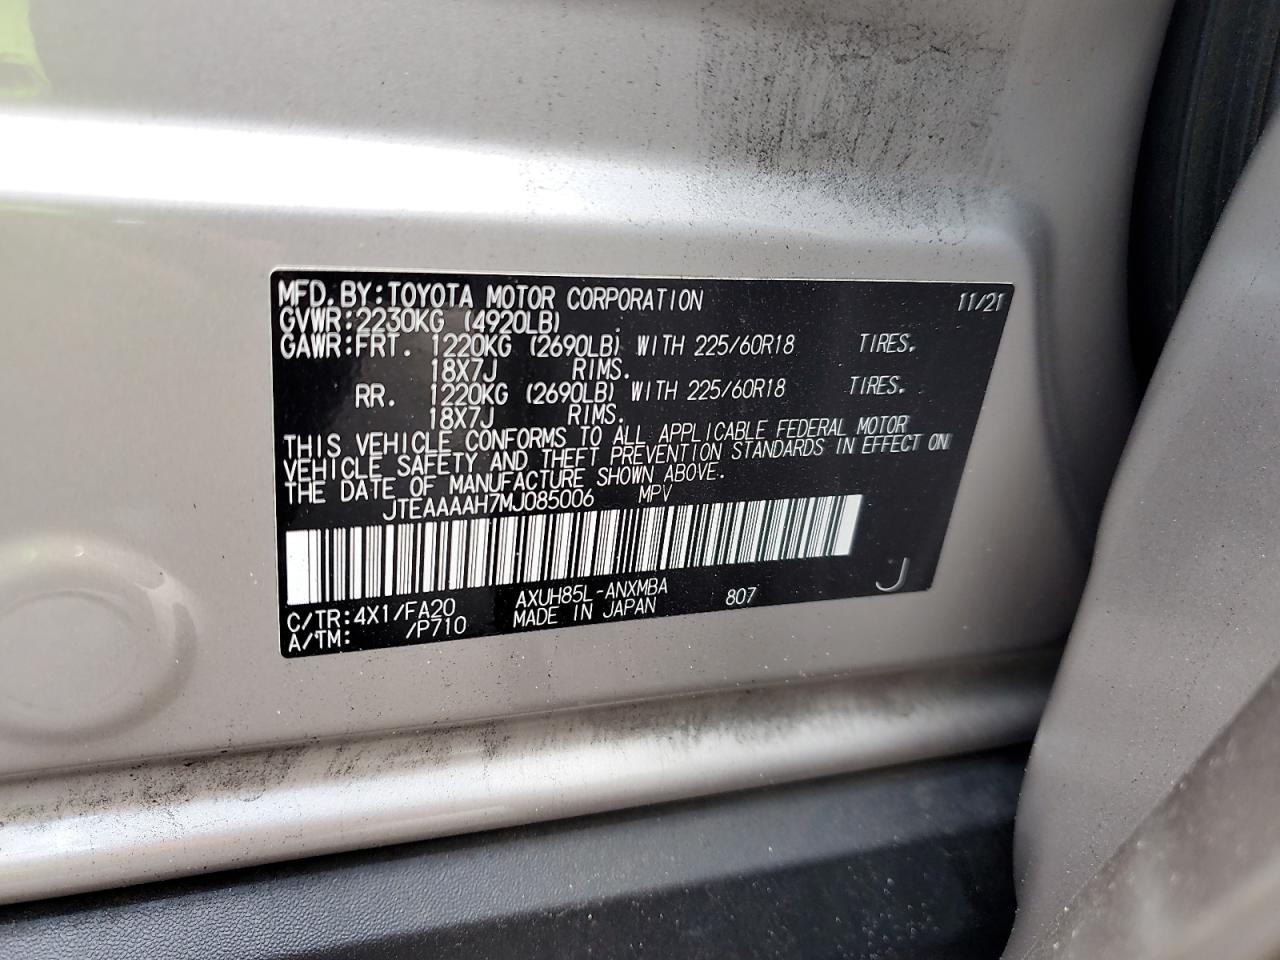 MFD.BY:TOYOTA MOTOR CORPORATION 11/21
GVWR:2230KG (4920LB)
GAWR:FRT. 1220KG (2690LB) WITH 225/60R18 TIRES.
18X7J RIMS.
RR. 1220KG (2690LB) WITH 225/60R18 TIRES.
18X7J RIMS.
THIS VEHICLE CONFORMS TO ALL APPLICABLE FEDERAL MOTOR
VEHICLE SAFETY AND THEFT PREVENTION STANDARDS IN EFFECT ON
THE DATE OF MANUFACTURE SHOWN ABOVE.
JTEAAAAH7MJ085006 MPV
C/TR:4X1/FA20 AXUH85L-ANXMBA 807 J
A/TM: /P710 MADE IN JAPAN